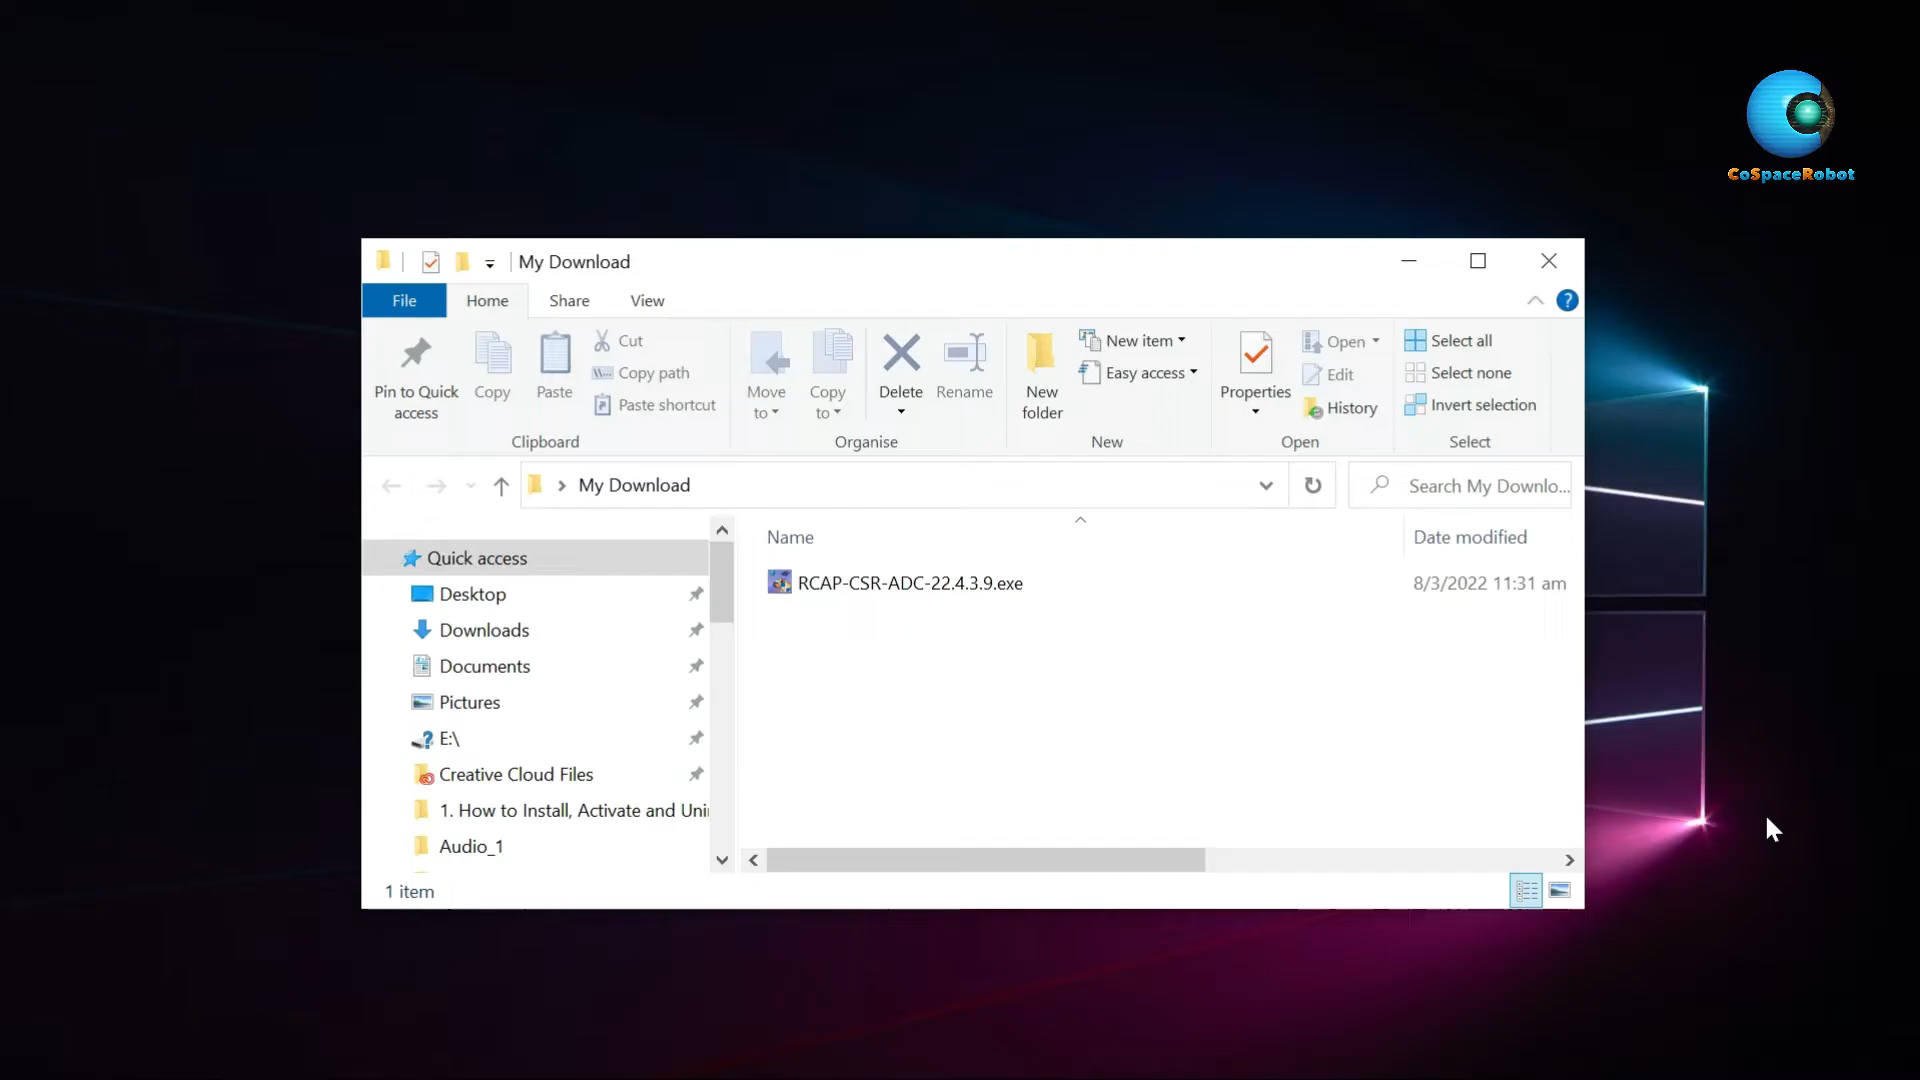 CoSpaceRobot
My Download
File Home Share View
Pin to Quick access
Copy
Paste
Cut
Copy path
Paste shortcut
Clipboard
Move to
Copy to
Delete
Rename
Organise
New folder
New item
Easy access
New
Properties
Open
Edit
History
Open
Select all
Select none
Invert selection
Select
My Download
Search My Downlo...
Name Date modified
RCAP-CSR-ADC-22.4.3.9.exe 8/3/2022 11:31 am
Quick access
Desktop
Downloads
Documents
Pictures
E:\
Creative Cloud Files
1. How to Install, Activate and Uni
Audio_1
1 item